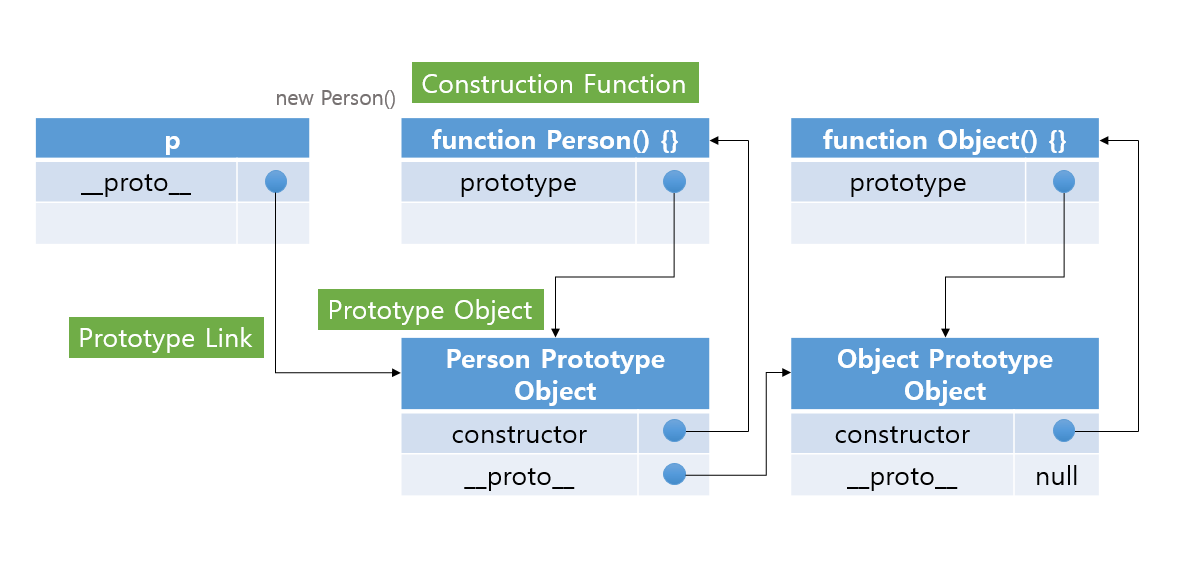 Construction Function
new Person()
p
function Person() {}
function Object() {}
__proto__
prototype
prototype
Prototype Object
Prototype Link
Person Prototype
Object
Object Prototype
Object
constructor
constructor
__proto__
__proto__
null